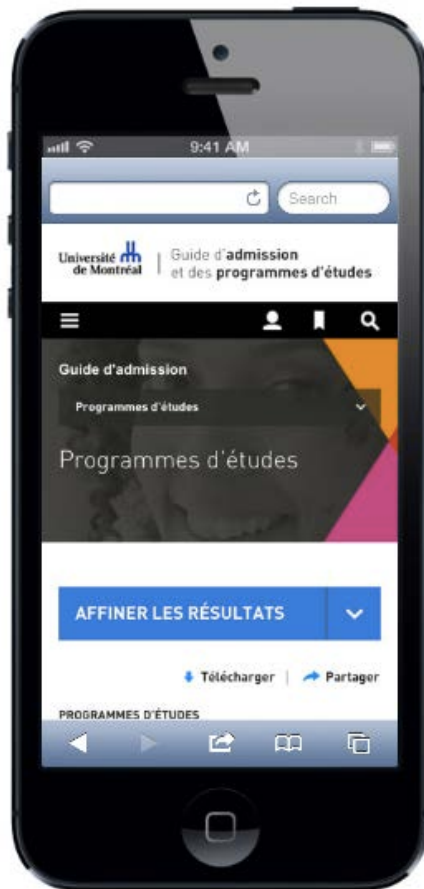 9:41 AM
Search
Université
de Montréal
Guide d'admission
et des programmes d'études
Guide d'admission
Programmes d'études
Programmes d'études
AFFINER LES RÉSULTATS
Télécharger | Partager
PROGRAMMES D'ÉTUDES